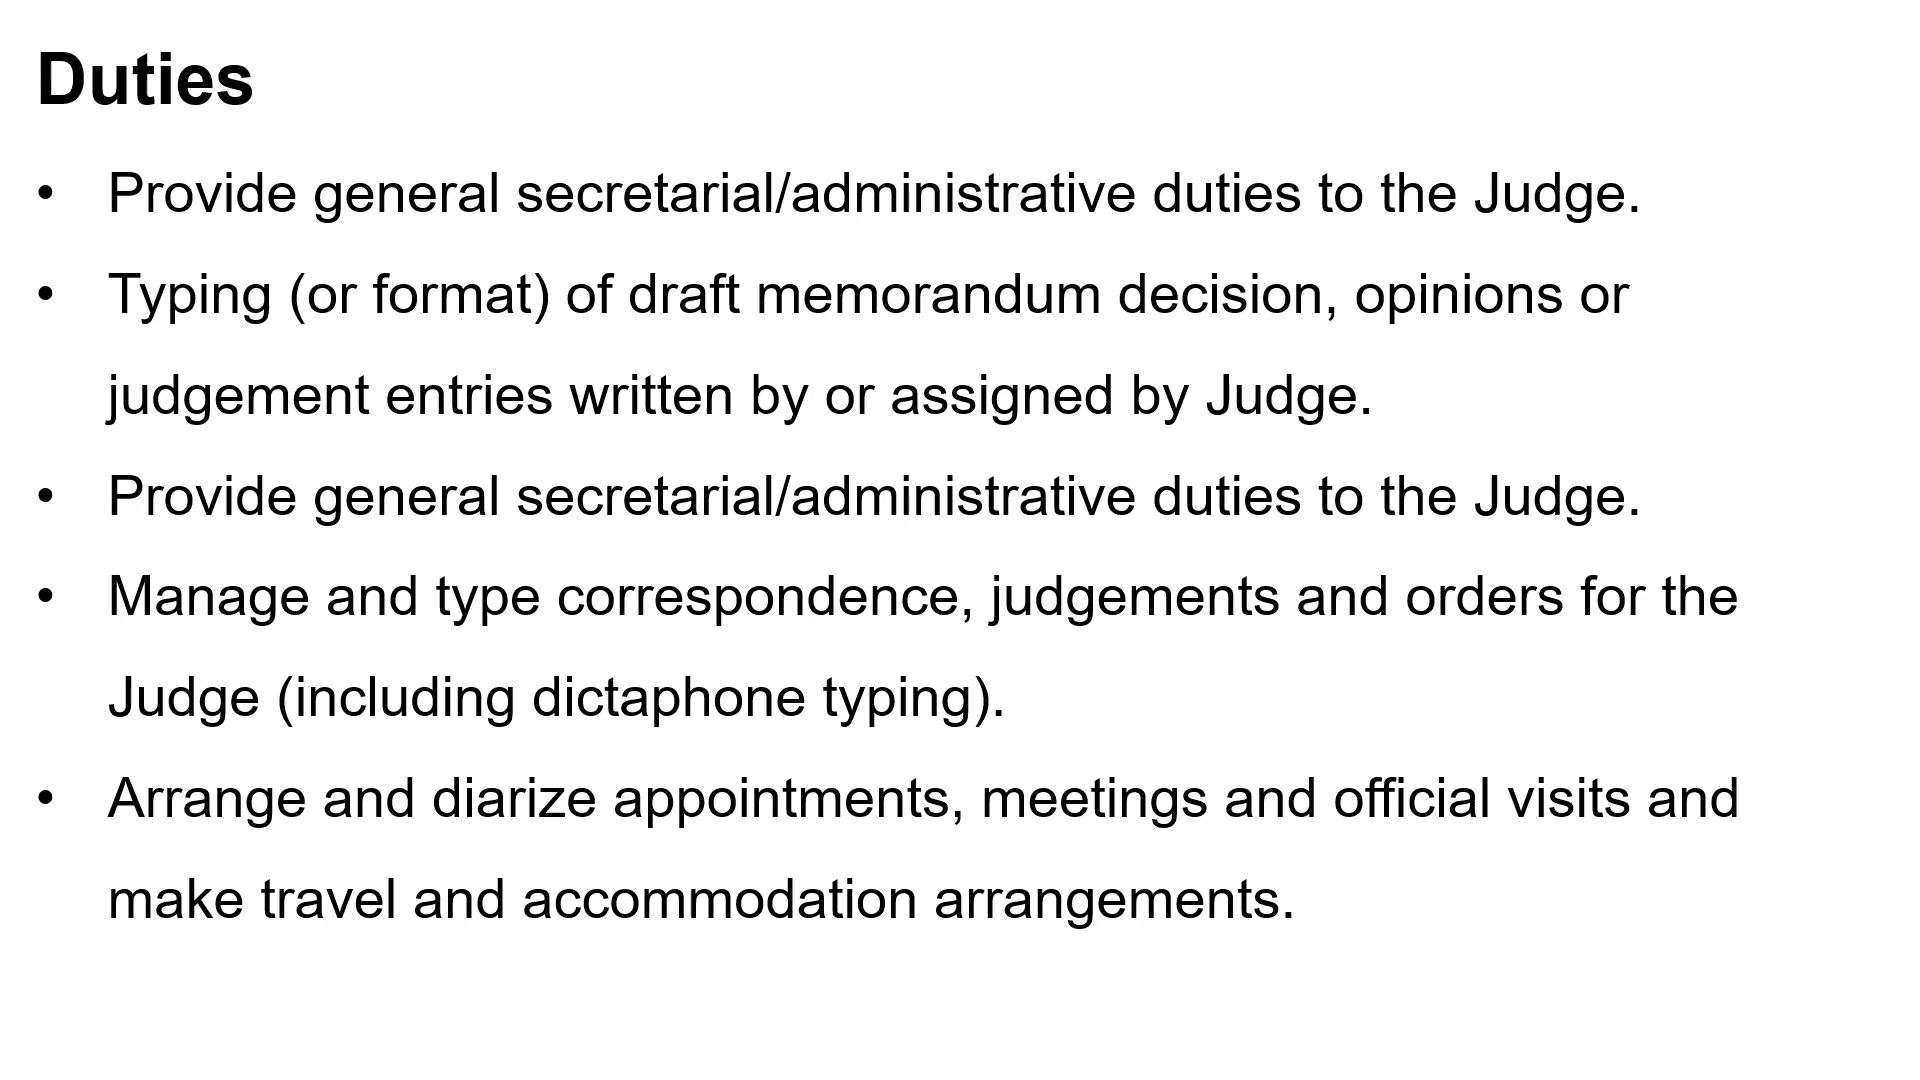 Duties
• Provide general secretarial/administrative duties to the Judge.
• Typing (or format) of draft memorandum decision, opinions or
judgement entries written by or assigned by Judge.
• Provide general secretarial/administrative duties to the Judge.
• Manage and type correspondence, judgements and orders for the
Judge (including dictaphone typing).
• Arrange and diarize appointments, meetings and official visits and
make travel and accommodation arrangements.